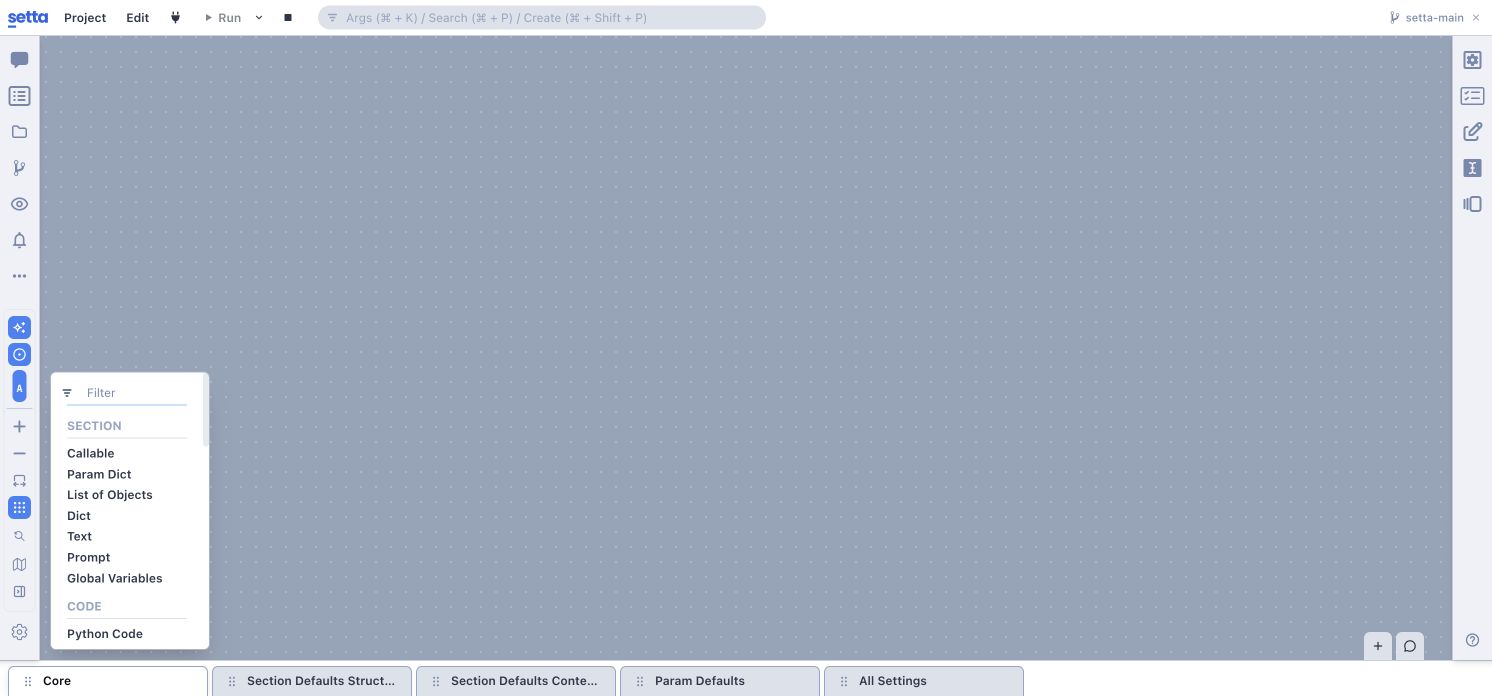 setta Project Edit Run Args (⌘ + K) / Search (⌘ + P) / Create (⌘ + Shift + P) setta-main
A
Filter
SECTION
Callable
Param Dict
List of Objects
Dict
Text
Prompt
Global Variables
CODE
Python Code
Core Section Defaults Struct... Section Defaults Conte... Param Defaults All Settings